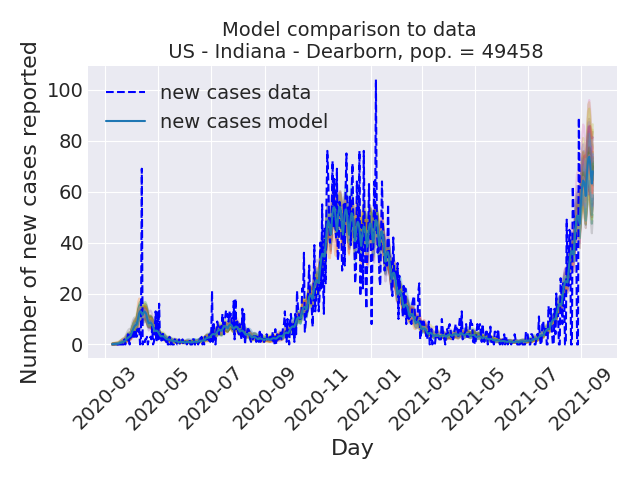 Model comparison to data
US - Indiana - Dearborn, pop. = 49458
Number of new cases reported
100
80
60
40
20
0
new cases data
new cases model
2020-03
2020-05
2020-07
2020-09
2020-11
2021-01
2021-03
2021-05
2021-07
2021-09
Day